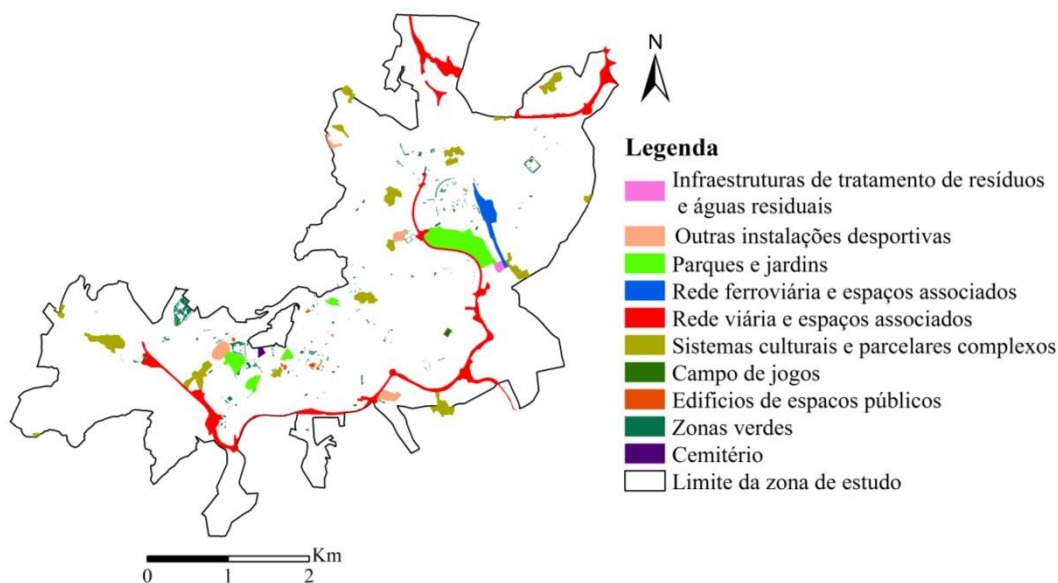 N
Legenda
Infraestruturas de tratamento de resíduos
e águas residuais
Outras instalações desportivas
Parques e jardins
Rede ferroviária e espaços associados
Rede viária e espaços associados
Sistemas culturais e parcelares complexos
Campo de jogos
Edificios de espacos públicos
Zonas verdes
Cemitério
Limite da zona de estudo
Km
0 1 2